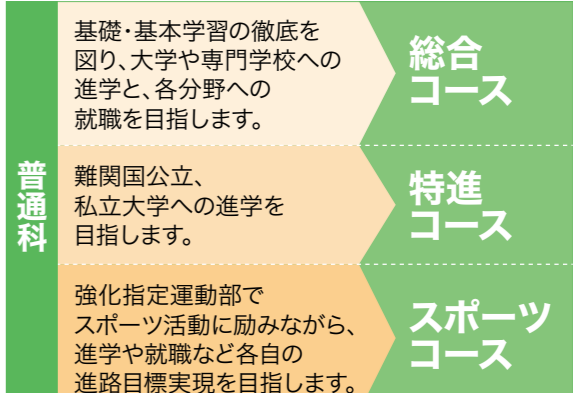 普通科
基礎・基本学習の徹底を
図り、大学や専門学校への
進学と、各分野への
就職を目指します。
総合
コース
難関国公立、
私立大学への進学を
目指します。
特進
コース
強化指定運動部で
スポーツ活動に励みながら、
進学や就職など各自の
進路目標実現を目指します。
スポーツ
コース